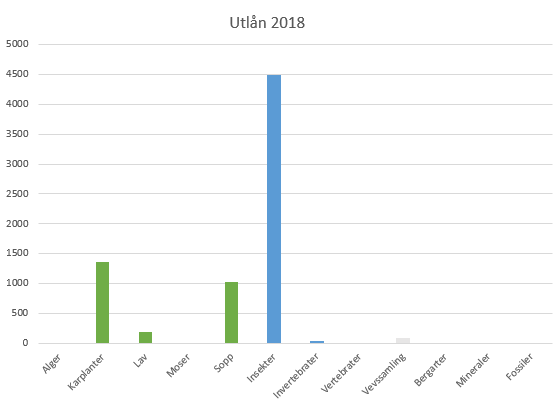 Utlån 2018
5000
4500
4000
3500
3000
2500
2000
1500
1000
500
0
Alger
Karplanter
Lav
Moser
Sopp
Insekter
Invertebrater
Vertebrater
Vevssamling
Bergarter
Mineraler
Fossiler